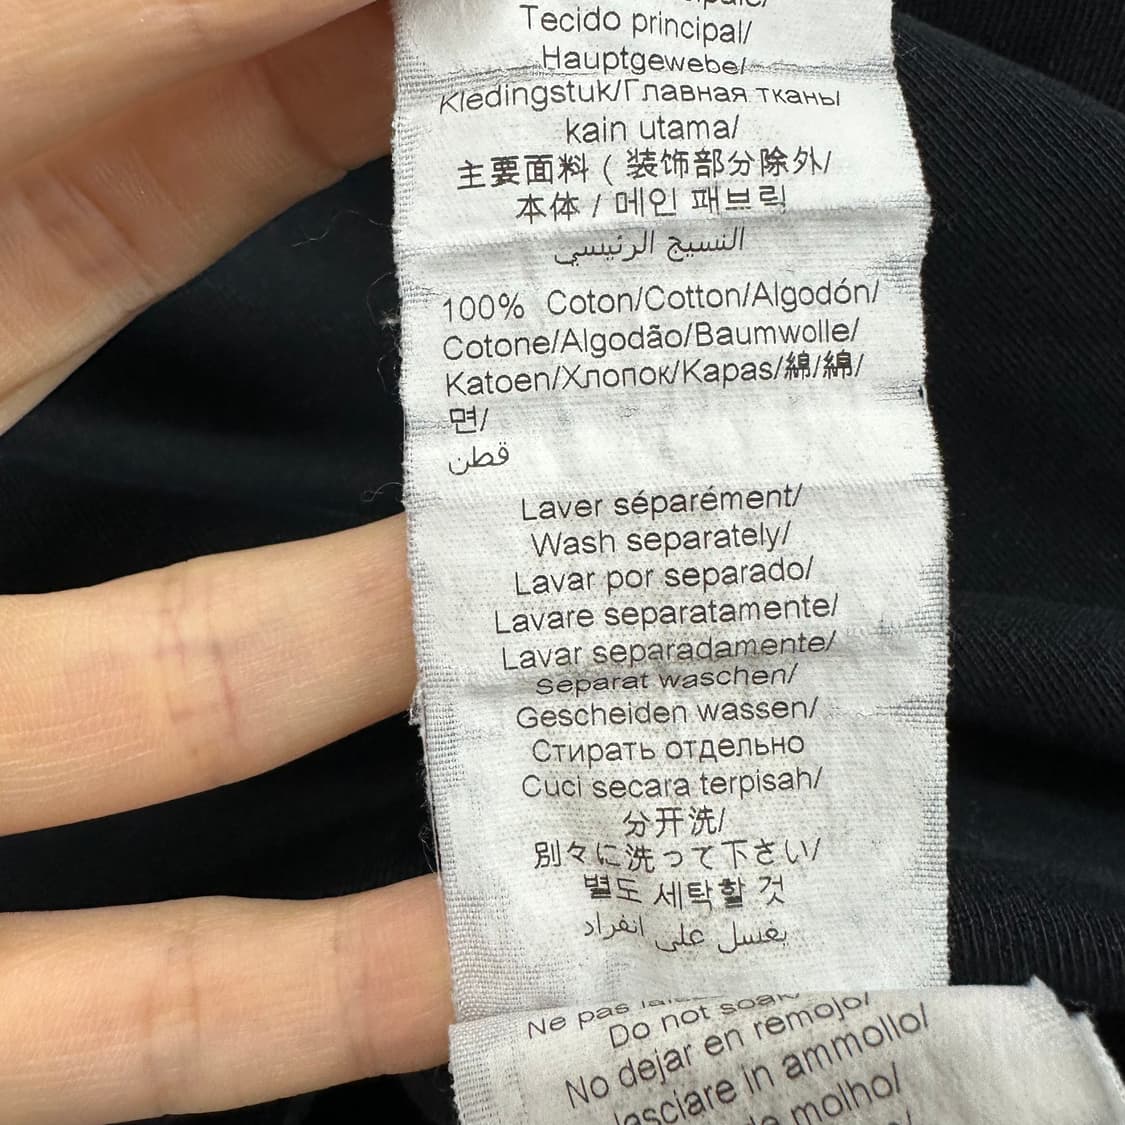 Tecido principal/
Hauptgewebe/
Kledingstuk/Главная ткань/
kain utama/
主要面料 ( 装饰部分除外/
本体 / 메인 패브릭
النسيج الرئيسي
100% Coton/Cotton/Algodón/
Cotone/Algodão/Baumwolle/
Katoen/Хлопок/Kapas/綿/綿/
면/
قطن
Laver séparément/
Wash separately/
Lavar por separado/
Lavare separatamente/
Lavar separadamente/
Separat waschen/
Gescheiden wassen/
Стирать отдельно
Cuci secara terpisah/
分开洗/
別々に洗って下さい/
별도 세탁할 것
يغسل على انفراد
Ne pas
Do not soak
No dejar en remojo/
lasciare in ammollo/
molho/